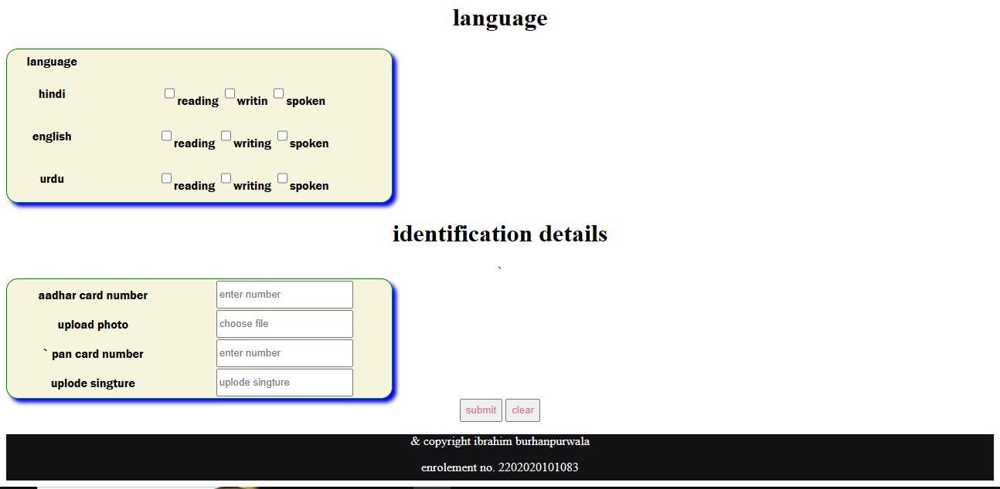 language
language
hindi reading writin spoken
english reading writing spoken
urdu reading writing spoken
identification details
`
aadhar card number enter number
upload photo choose file
` pan card number enter number
uplode singture uplode singture
submit clear
& copyright ibrahim burhanpurwala
enrolement no. 2202020101083